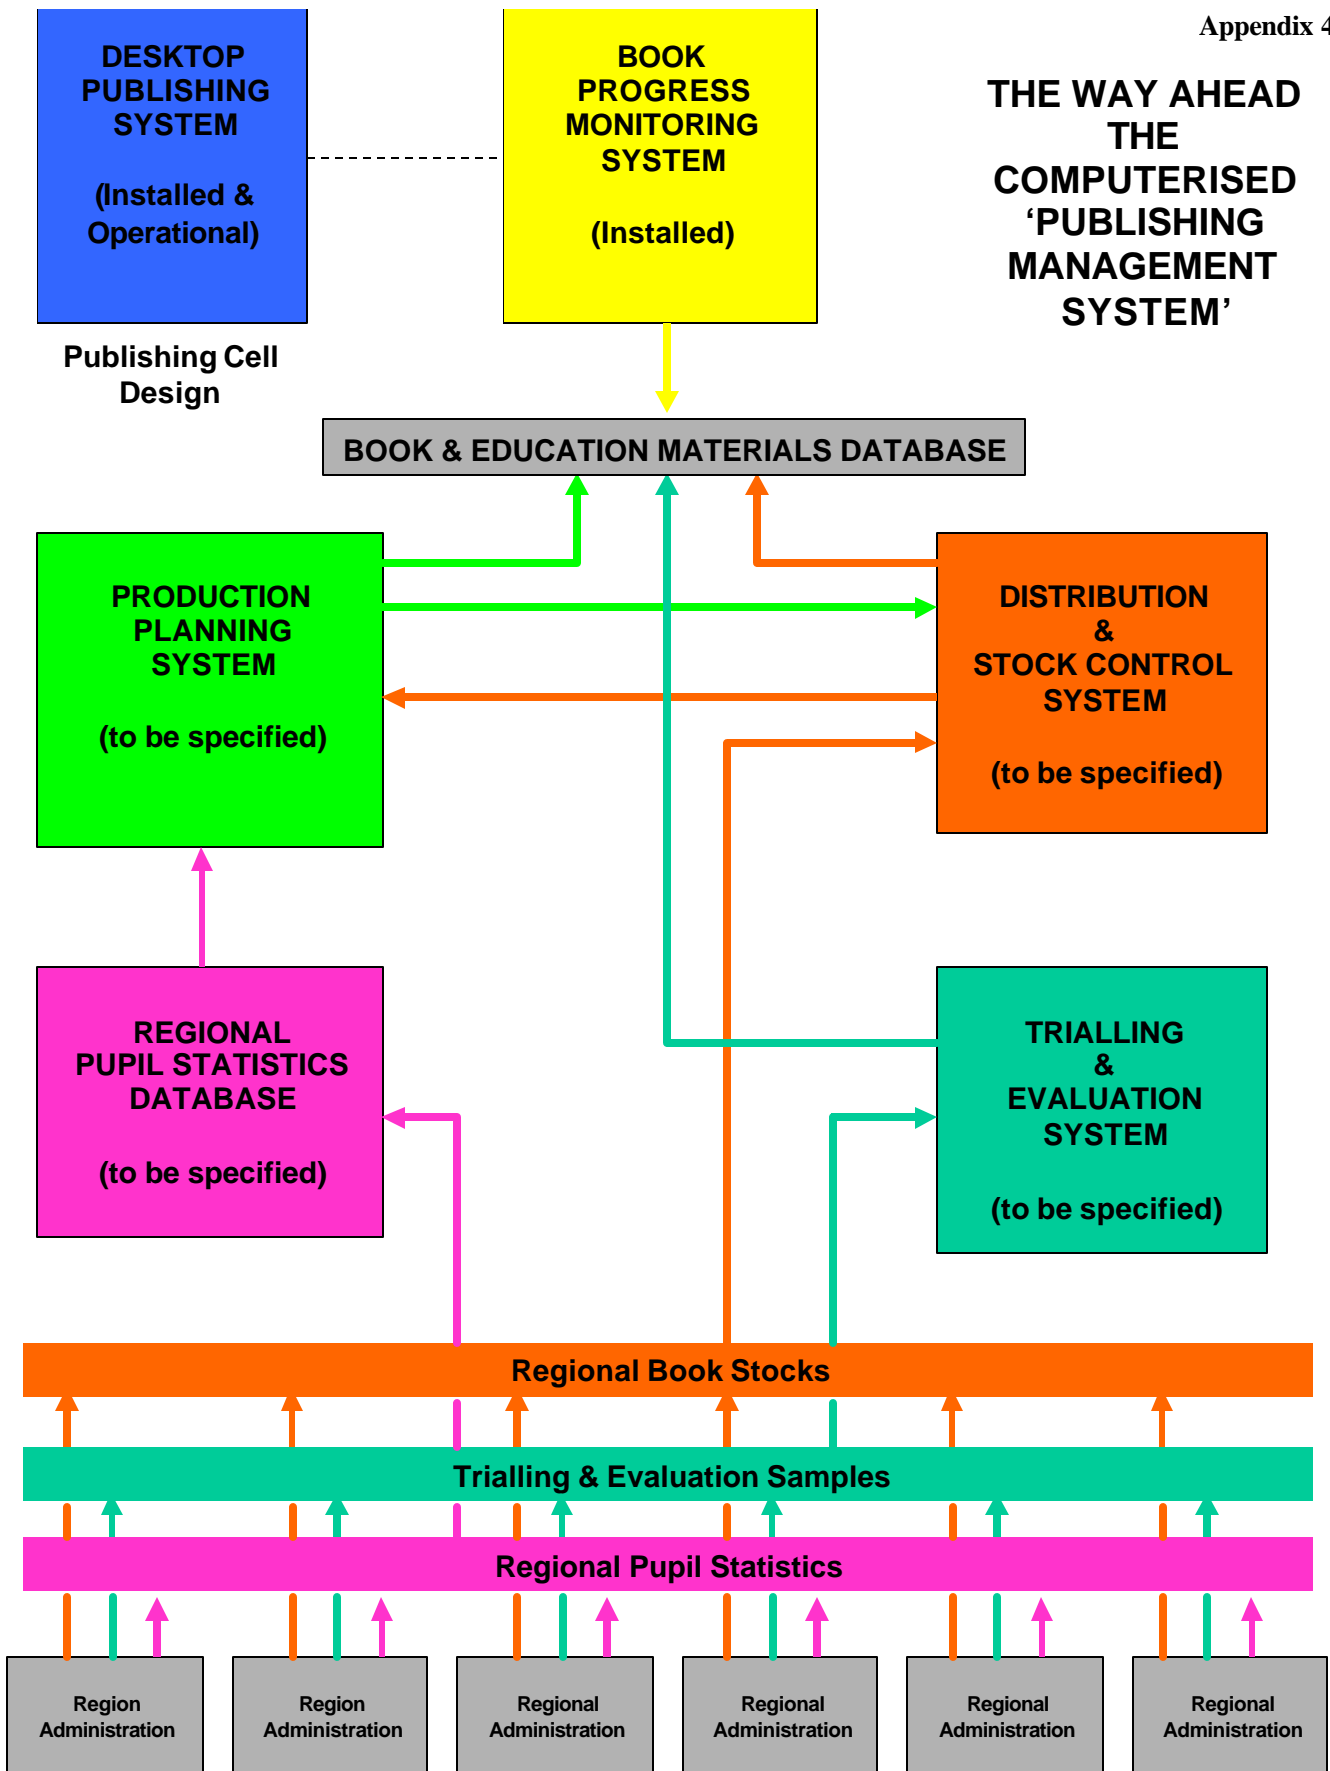 Appendix 4
DESKTOP
PUBLISHING
SYSTEM
(Installed &
Operational)
BOOK
PROGRESS
MONITORING
SYSTEM
(Installed)
THE WAY AHEAD
THE
COMPUTERISED
‘PUBLISHING
MANAGEMENT
SYSTEM’
Publishing Cell
Design
BOOK & EDUCATION MATERIALS DATABASE
PRODUCTION
PLANNING
SYSTEM
(to be specified)
DISTRIBUTION
&
STOCK CONTROL
SYSTEM
(to be specified)
REGIONAL
PUPIL STATISTICS
DATABASE
(to be specified)
TRIALLING
&
EVALUATION
SYSTEM
(to be specified)
Regional Book Stocks
Trialling & Evaluation Samples
Regional Pupil Statistics
Region
Administration
Region
Administration
Regional
Administration
Regional
Administration
Regional
Administration
Regional
Administration